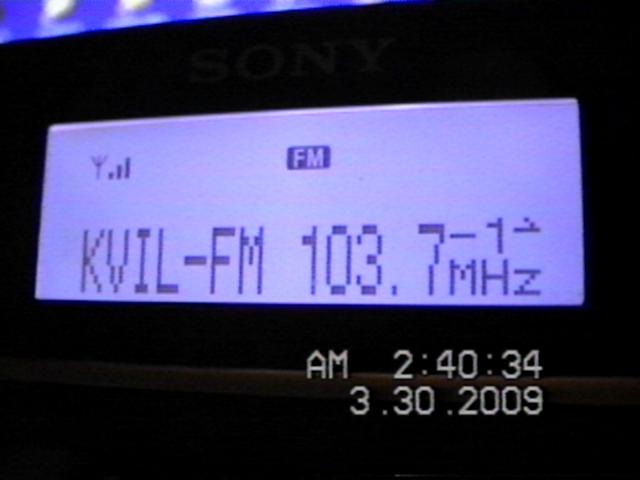 SONY
FM
KVIL-FM 103.7-1
MHz
AM 2:40:34
3.30.2009